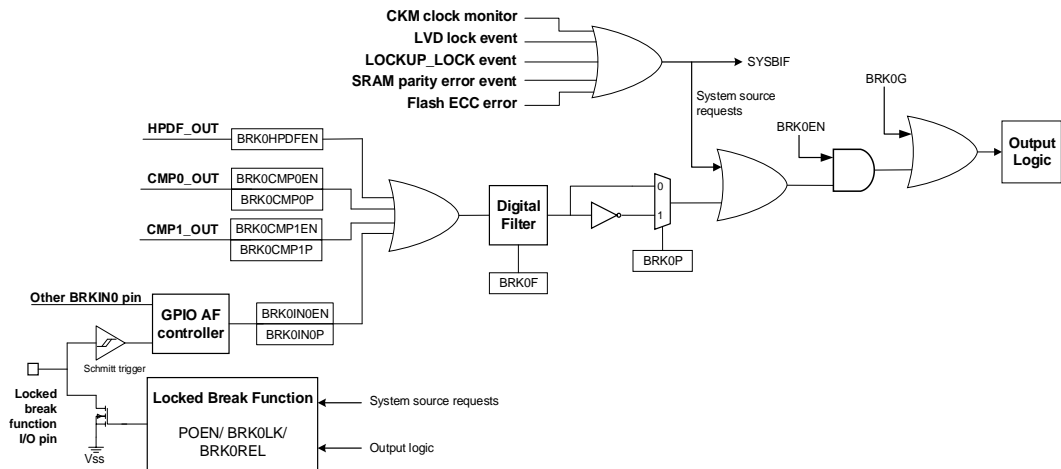 CKM clock monitor
LVD lock event
LOCKUP_LOCK event
SRAM parity error event
Flash ECC error
SYSBIF
System source
requests
BRK0G
BRK0EN
Output
Logic
HPDF_OUT
BRK0HPDFEN
CMP0_OUT
BRK0CMP0EN
BRK0CMP0P
CMP1_OUT
BRK0CMP1EN
BRK0CMP1P
Digital
Filter
0
1
BRK0F
BRK0P
Other BRKIN0 pin
GPIO AF
controller
BRK0IN0EN
BRK0IN0P
Schmitt trigger
Locked
break
function
I/O pin
Vss
Locked Break Function
POEN/ BRK0LK/
BRK0REL
System source requests
Output logic